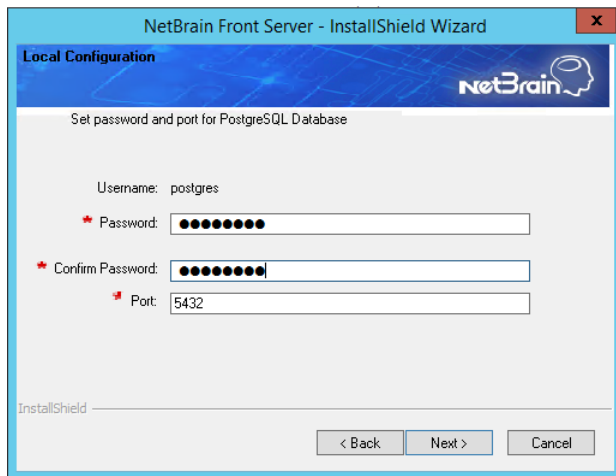 NetBrain Front Server - InstallShield Wizard
x
Local Configuration
NetBrain
Set password and port for PostgreSQL Database
Username: postgres
* Password: ●●●●●●●●
* Confirm Password: ●●●●●●●●
* Port: 5432
InstallShield
< Back Next > Cancel